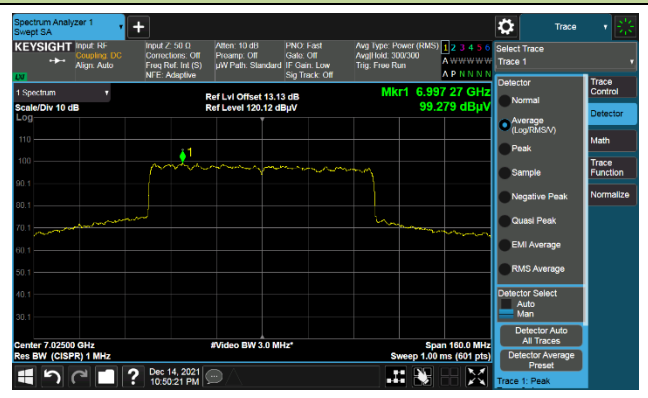 Spectrum Analyzer 1
Swept SA
Trace
KEYSIGHT
Input: RF
Coupling: DC
Align: Auto
Input Z: 50 Ω
Corrections: Off
Freq Ref: Int (S)
NFE: Adaptive
Atten: 10 dB
Preamp: Off
µW Path: Standard
PNO: Fast
Gate: Off
IF Gain: Low
Sig Track: Off
Avg Type: Power (RMS)
Avg|Hold: 300/300
Trig: Free Run
1 2 3 4 5 6
A W W W W W
A P N N N N
Select Trace
Trace 1
LW
1 Spectrum
Scale/Div 10 dB
Log
Ref Lvl Offset 13.13 dB
Ref Level 120.12 dBµV
Mkr1 6.997 27 GHz
99.279 dBµV
1
110
100
90.1
80.1
70.1
60.1
50.1
40.1
30.1
Center 7.02500 GHz
Res BW (CISPR) 1 MHz
#Video BW 3.0 MHz*
Span 160.0 MHz
Sweep 1.00 ms (601 pts)
Detector
Normal
Average
(Log/RMS/V)
Peak
Sample
Negative Peak
Quasi Peak
EMI Average
RMS Average
Detector Select
Auto
Man
Detector Auto
All Traces
Detector Average
Preset
Trace 1: Peak
Trace
Control
Detector
Math
Trace
Function
Normalize
Dec 14, 2021
10:50:21 PM